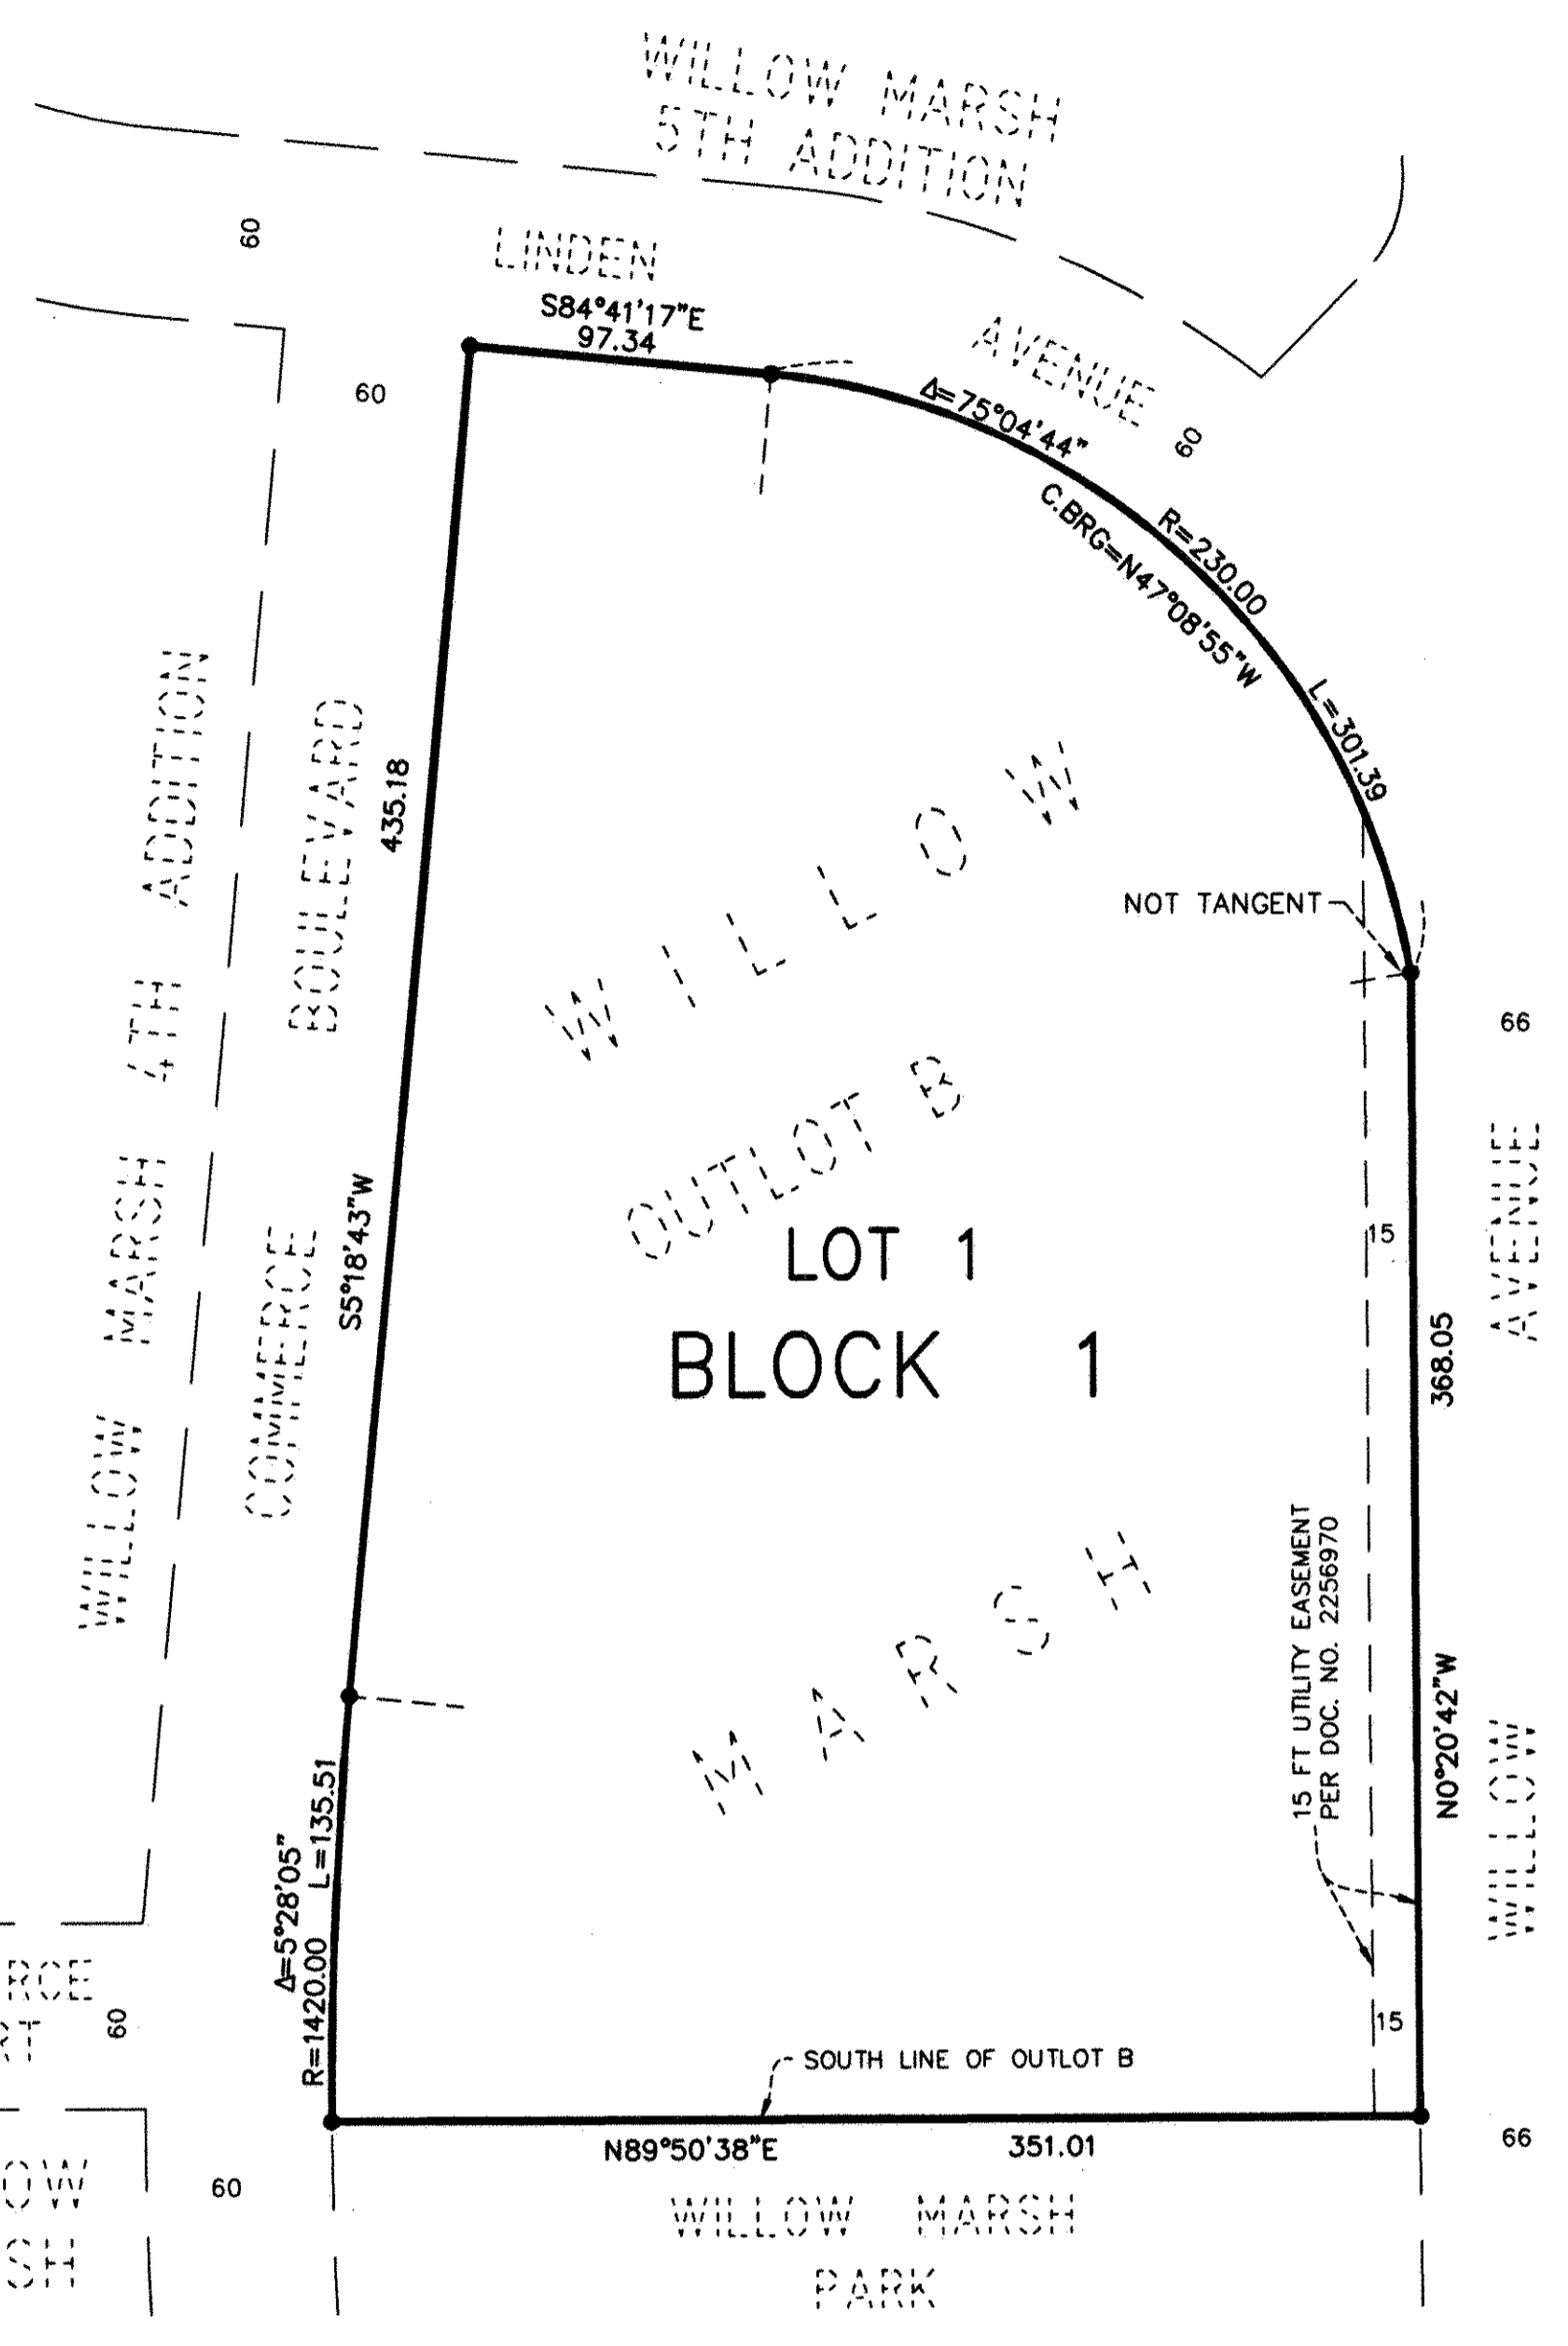 WILLOW MARSH
5TH ADDITION
60
LINDEN
S84°41'17"E
97.34
60
AVENUE
60
Δ=75°04'44"
C.BRG=N47°08'55"W
R=230.00
L=301.39
NOT TANGENT
WILLOW MARSH 4TH ADDITION
COMMERCE BOULEVARD
435.18
S5°18'43"W
WILLOW
MARSH
OUTLOT B
LOT 1
BLOCK 1
66
15
368.05
N0°20'42"W
WILLOW AVENUE
15 FT UTILITY EASEMENT
PER DOC. NO. 2256970
15
Δ=5°28'05"
R=1420.00 L=135.51
60
SOUTH LINE OF OUTLOT B
N89°50'38"E 351.01
66
60
OW
SH
WILLOW MARSH
PARK